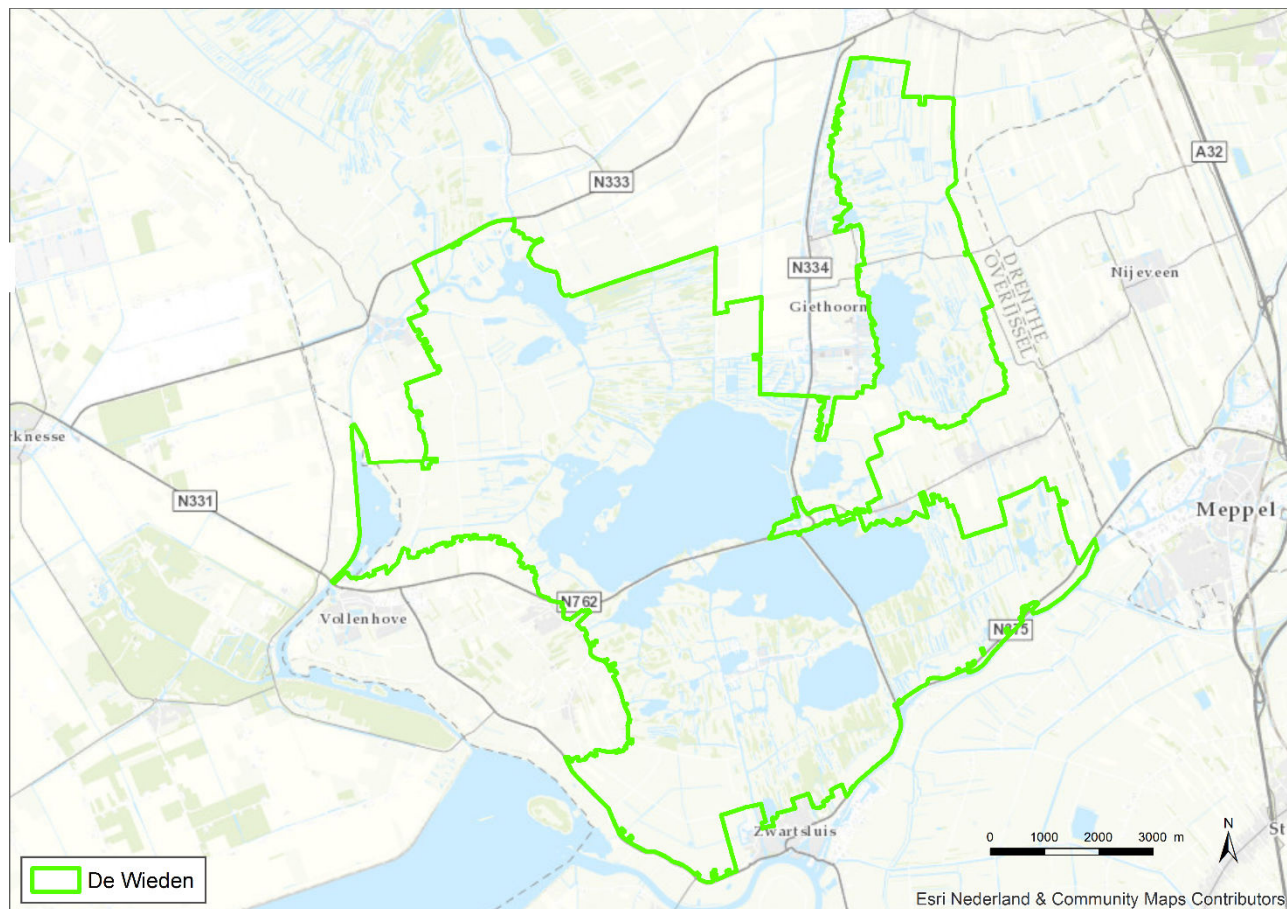 A32
N333
DRENTHE
OVERIJSSEL
N334
Nijeveen
Giethoorn
rknesse
N331
Meppel
N762
Vollenhove
N375
Zwartsluis
St
0 1000 2000 3000 m
N
De Wieden
Esri Nederland & Community Maps Contributors